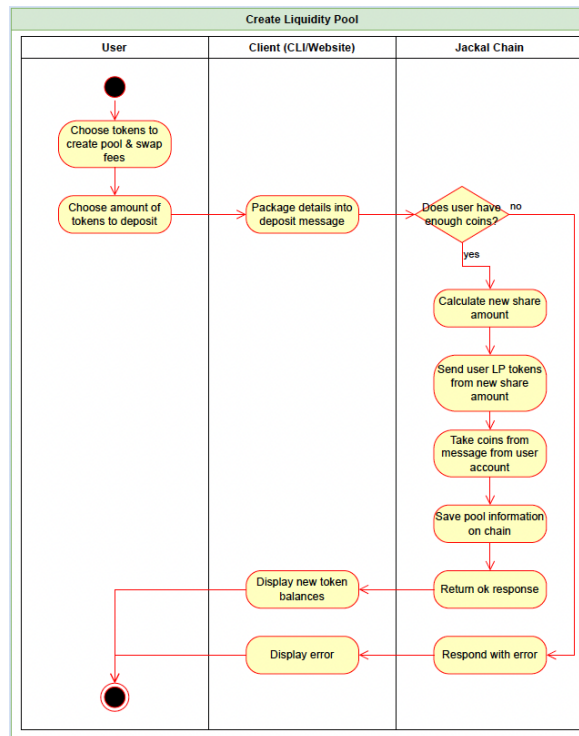 Create Liquidity Pool
User
Client (CLI/Website)
Jackal Chain
Choose tokens to
create pool & swap
fees
Choose amount of
tokens to deposit
Package details into
deposit message
Does user have
enough coins?
no
yes
Calculate new share
amount
Send user LP tokens
from new share
amount
Take coins from
message from user
account
Save pool information
on chain
Display new token
balances
Return ok response
Display error
Respond with error